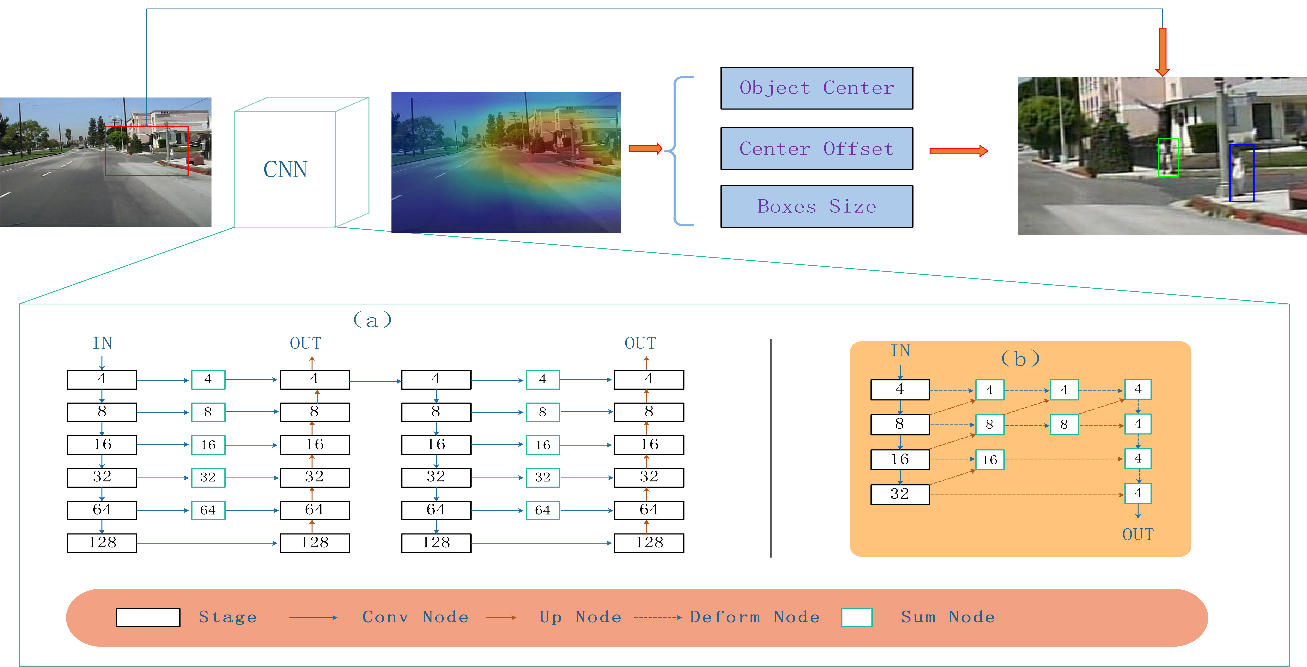 Object Center
CNN
Center Offset
Boxes Size
(a)
IN OUT OUT
4 4 4 4 4 4
8 8 8 8 8 8
16 16 16 16 16 16
32 32 32 32 32 32
64 64 64 64 64 64
128 128 128 128
IN
(b)
4 4 4 4
8 8 8 4
16 16 4
32 4
OUT
Stage Conv Node Up Node Deform Node Sum Node